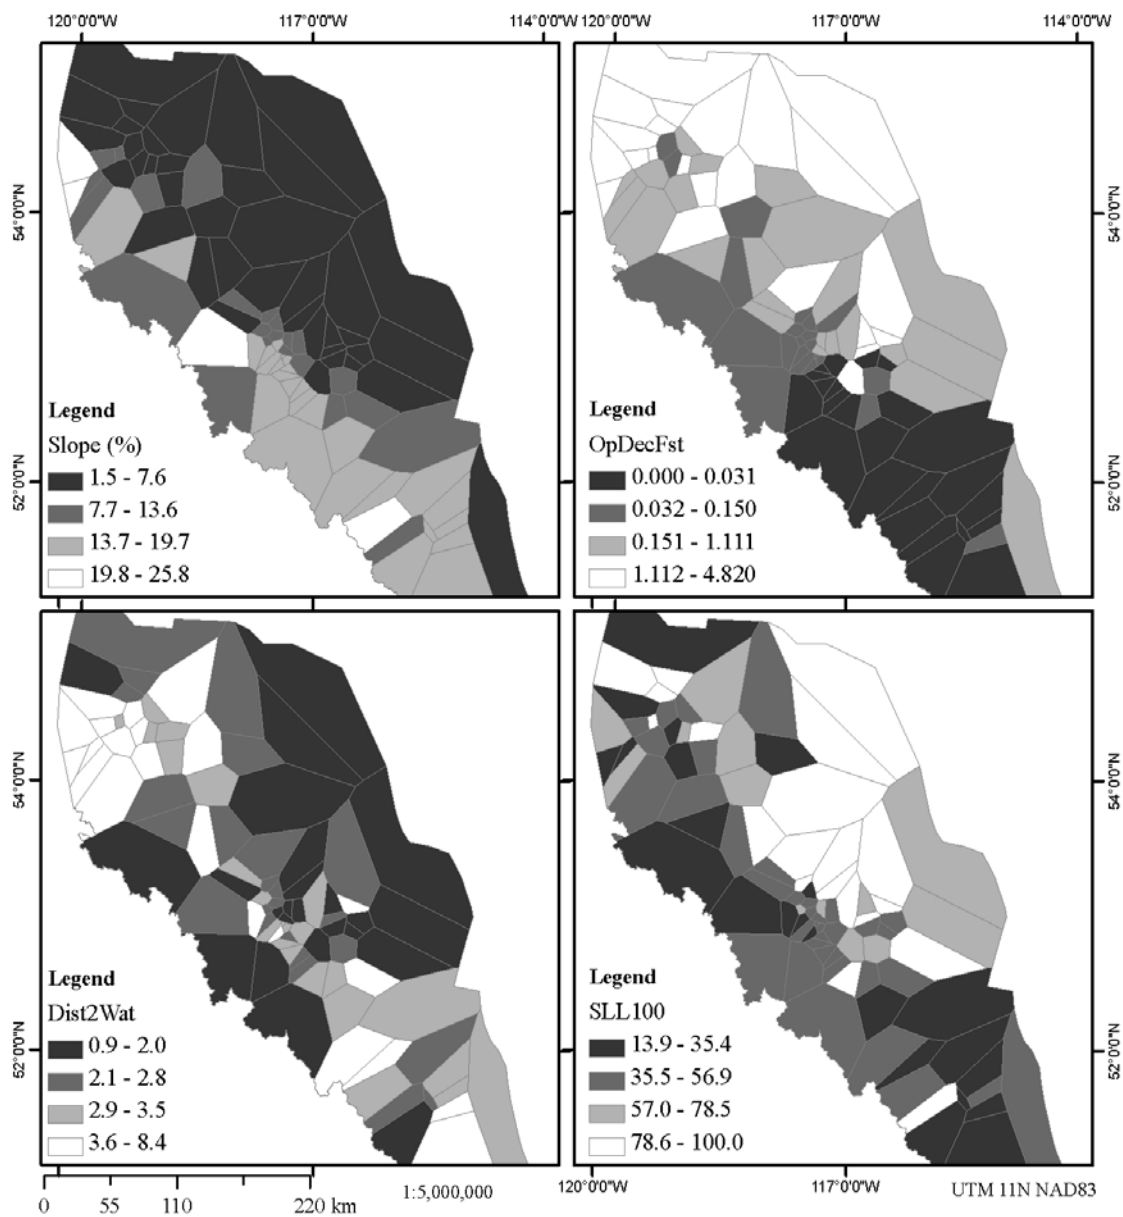 120°0'0"W 117°0'0"W 114°0'0"W 120°0'0"W 117°0'0"W 114°0'0"W
54°0'0"N
52°0'0"N
Legend
Slope (%)
1.5 - 7.6
7.7 - 13.6
13.7 - 19.7
19.8 - 25.8
Legend
OpDecFst
0.000 - 0.031
0.032 - 0.150
0.151 - 1.111
1.112 - 4.820
54°0'0"N
52°0'0"N
54°0'0"N
52°0'0"N
Legend
Dist2Wat
0.9 - 2.0
2.1 - 2.8
2.9 - 3.5
3.6 - 8.4
Legend
SLL100
13.9 - 35.4
35.5 - 56.9
57.0 - 78.5
78.6 - 100.0
54°0'0"N
52°0'0"N
0 55 110 220 km
1:5,000,000
120°0'0"W 117°0'0"W
UTM 11N NAD83